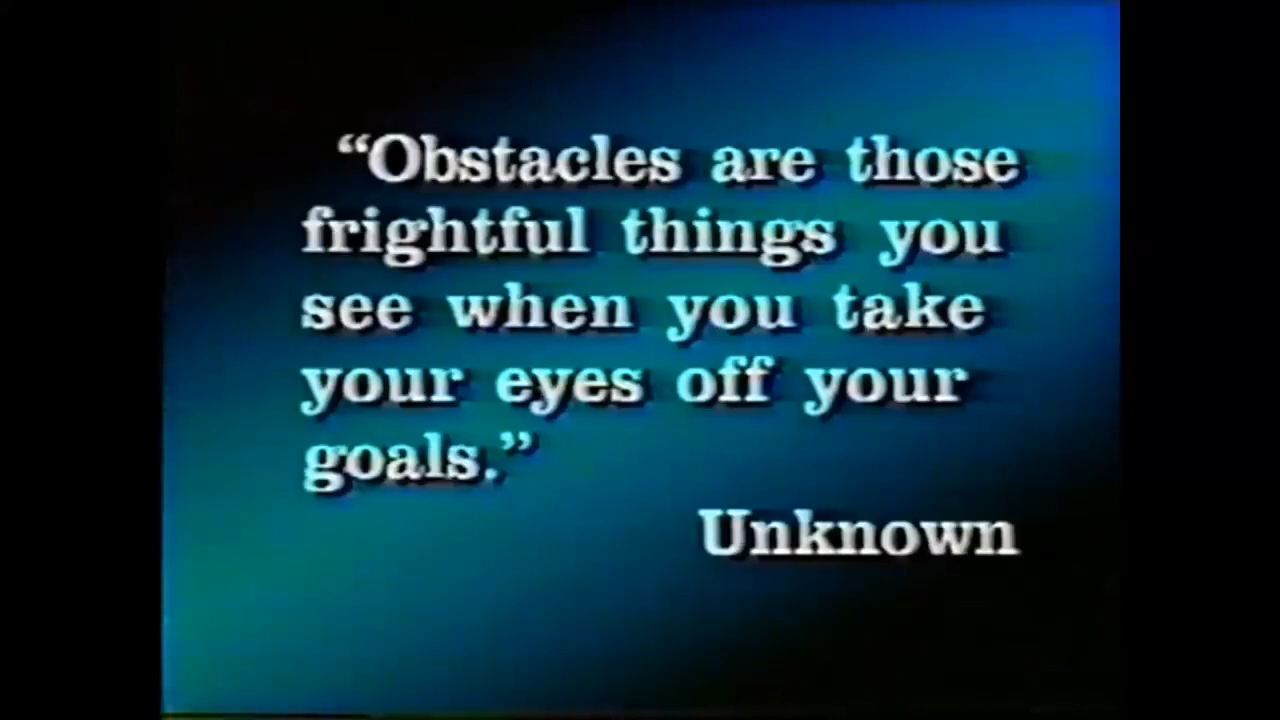 “Obstacles are those
frightful things you
see when you take
your eyes off your
goals.”
Unknown